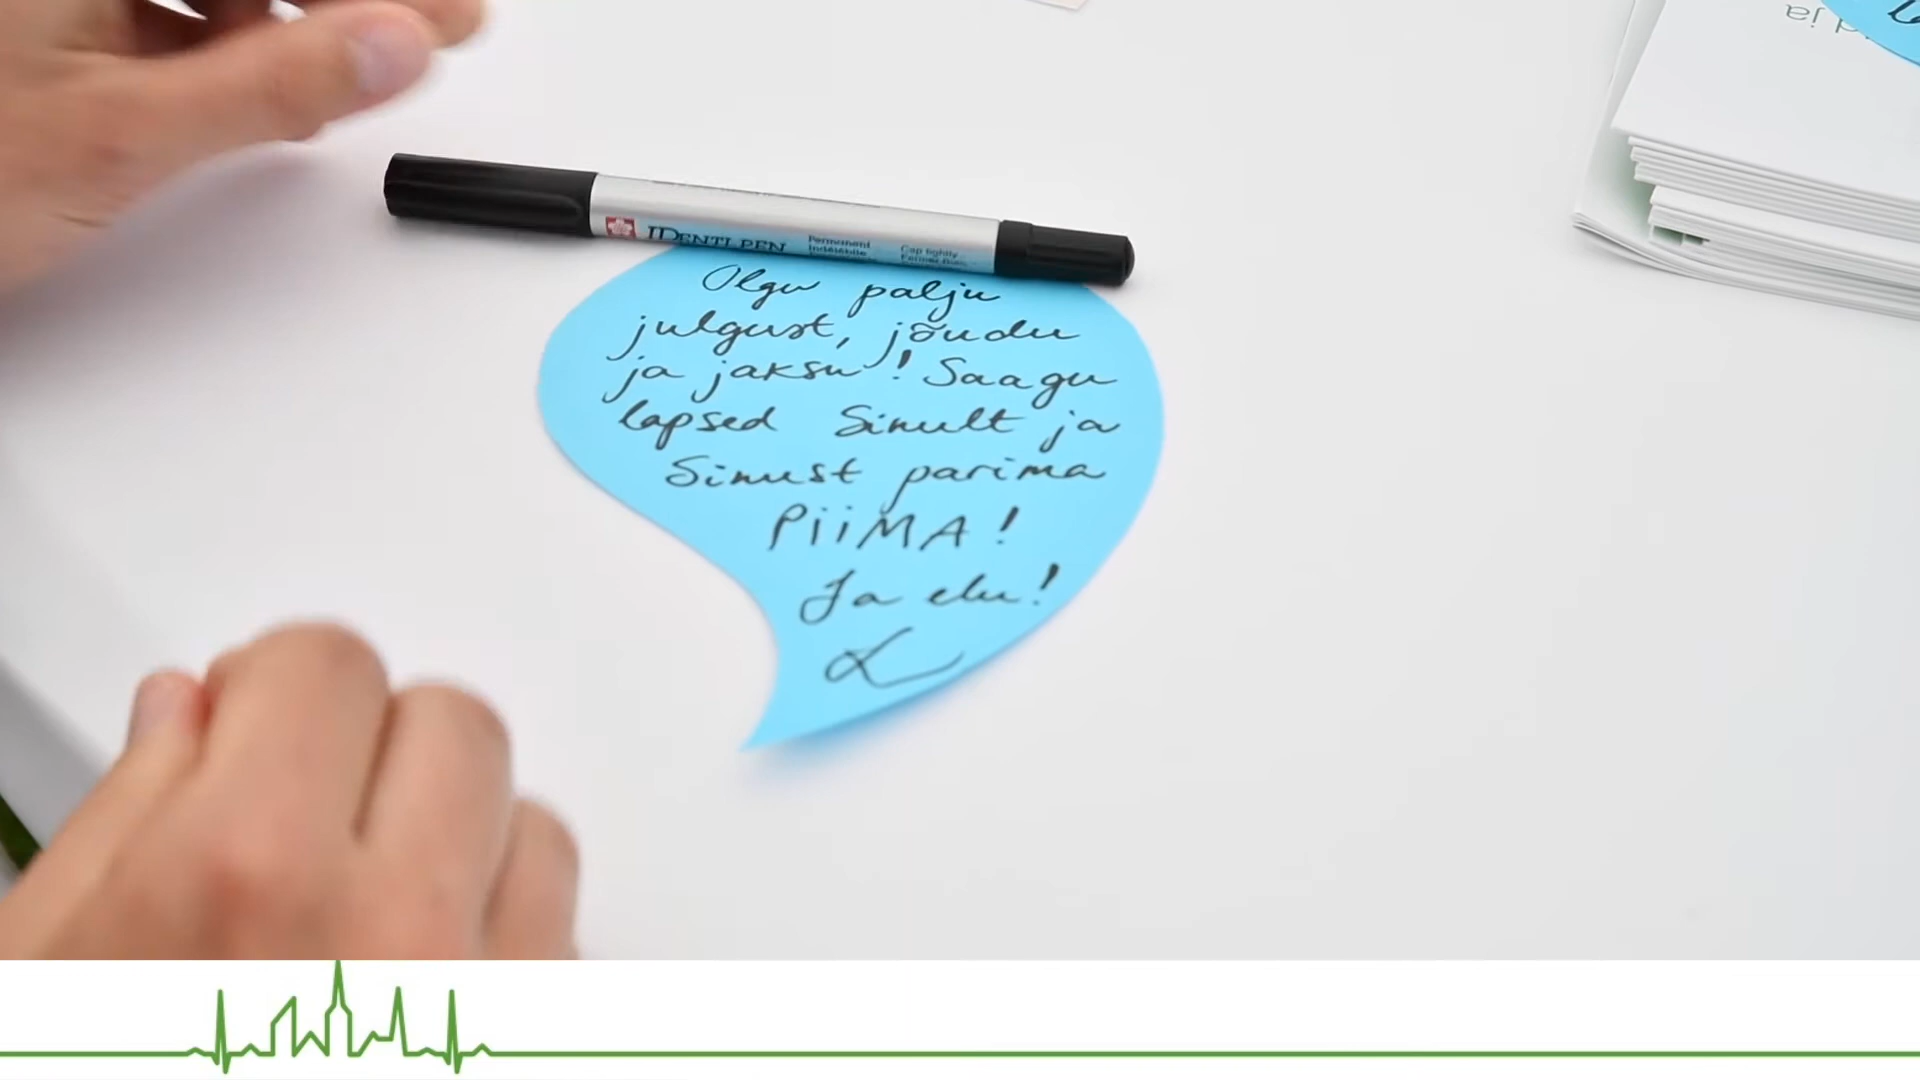 IDENTI PEN
Permanent
Indélébile
Cap tightly
Olgu palju
julgust, jõudu
ja jaksu! Saagu
lapsed Sinult ja
Sinust parima
PIIMA!
Ja elu!
L